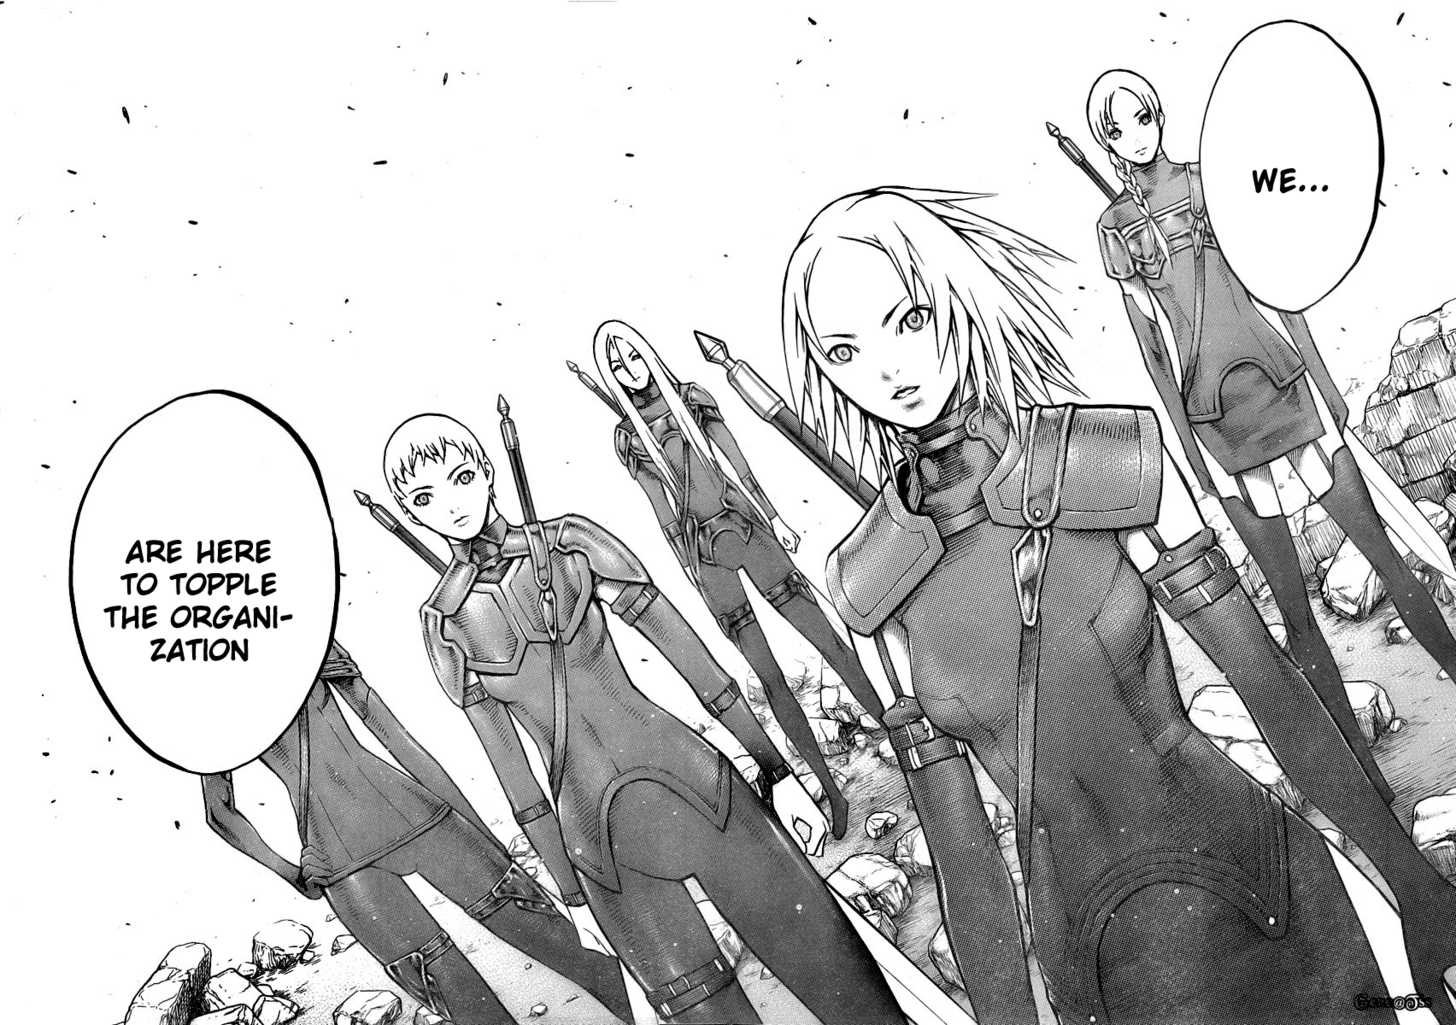 WE...
ARE HERE
TO TOPPLE
THE ORGANI-
ZATION